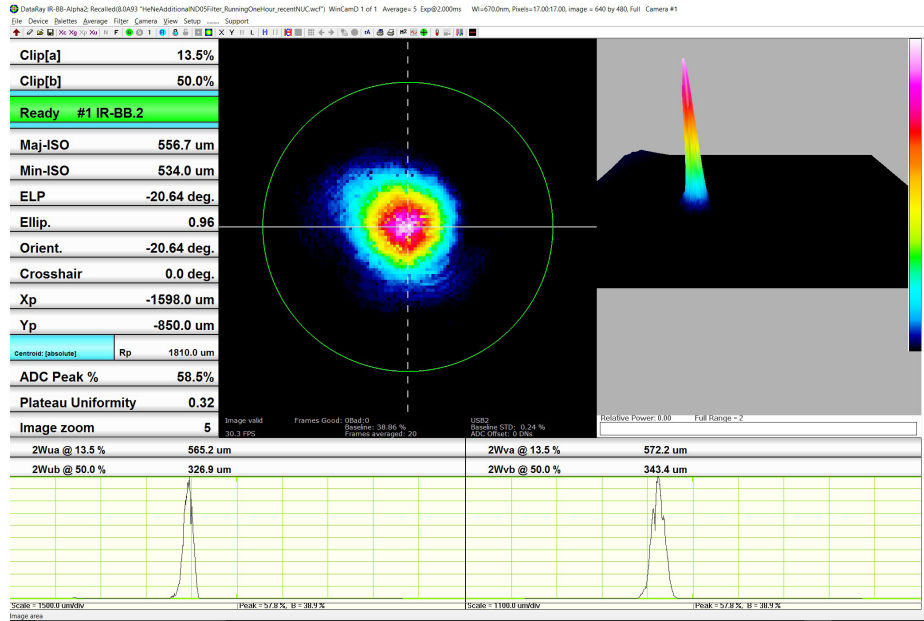 DataRay IR-BB-Alpha2: Recalled(8.0A93 "HeNeAdditionalND05Filter_RunningOneHour_recentNUC.wcf") WinCamD 1 of 1 Average= 5 Exp@2.000ms Wl=670.0nm, Pixels=17.00:17.00, image = 640 by 480, Full Camera #1
File Device Palettes Average Filter Camera View Setup ... Support
Xc Xg Xp Xu N F 1 X Y B L H I rA M²
Clip[a] 13.5%
Clip[b] 50.0%
Ready #1 IR-BB.2
Maj-ISO 556.7 um
Min-ISO 534.0 um
ELP -20.64 deg.
Ellip. 0.96
Orient. -20.64 deg.
Crosshair 0.0 deg.
Xp -1598.0 um
Yp -850.0 um
Centroid: [absolute] Rp 1810.0 um
ADC Peak % 58.5%
Plateau Uniformity 0.32
Image zoom 5
Image valid Frames Good: 0Bad:0 USB2
Baseline: 38.86 % Baseline STD: 0.24 %
30.3 FPS Frames averaged: 20 ADC Offset: 0 DNs
Relative Power: 0.00 Full Range = 2
2Wua @ 13.5 % 565.2 um 2Wva @ 13.5 % 572.2 um
2Wub @ 50.0 % 326.9 um 2Wvb @ 50.0 % 343.4 um
Scale = 1500.0 um/div Peak = 57.8 %, B = 38.9 % Scale = 1100.0 um/div Peak = 57.8 %, B = 38.9 %
Image area